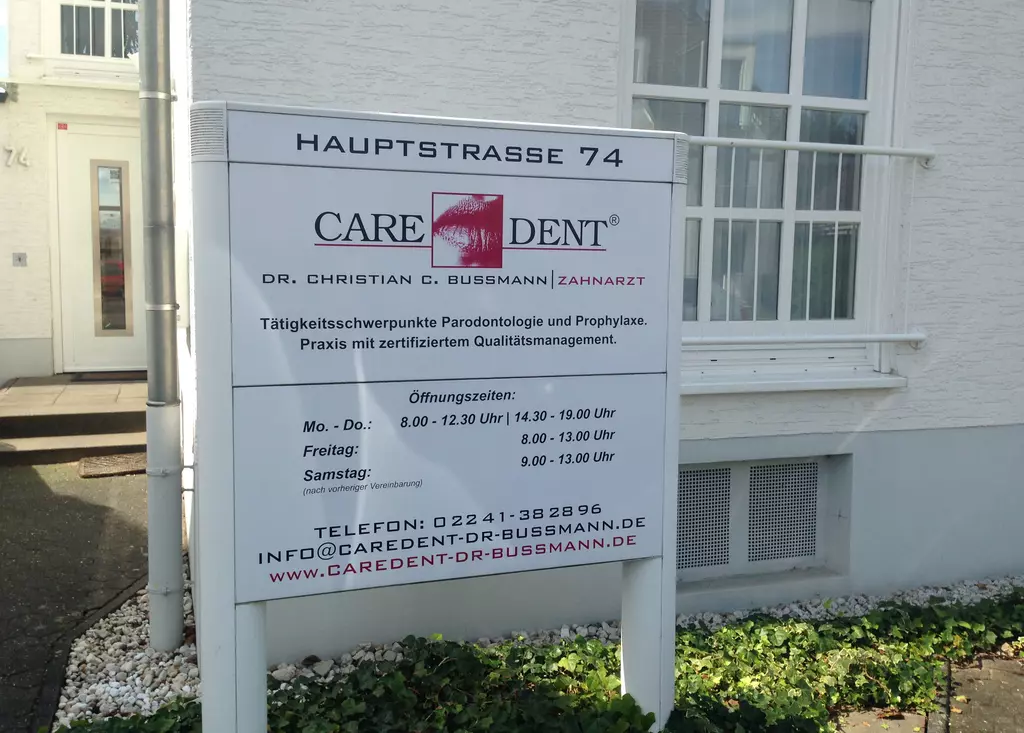 74
HAUPTSTRASSE 74
CARE DENT®
DR. CHRISTIAN C. BUSSMANN|ZAHNARZT
Tätigkeitsschwerpunkte Parodontologie und Prophylaxe.
Praxis mit zertifiziertem Qualitätsmanagement.
Öffnungszeiten:
Mo. - Do.: 8.00 - 12.30 Uhr | 14.30 - 19.00 Uhr
Freitag: 8.00 - 13.00 Uhr
Samstag: 9.00 - 13.00 Uhr
(nach vorheriger Vereinbarung)
TELEFON: 02241-382896
INFO@CAREDENT-DR-BUSSMANN.DE
WWW.CAREDENT-DR-BUSSMANN.DE